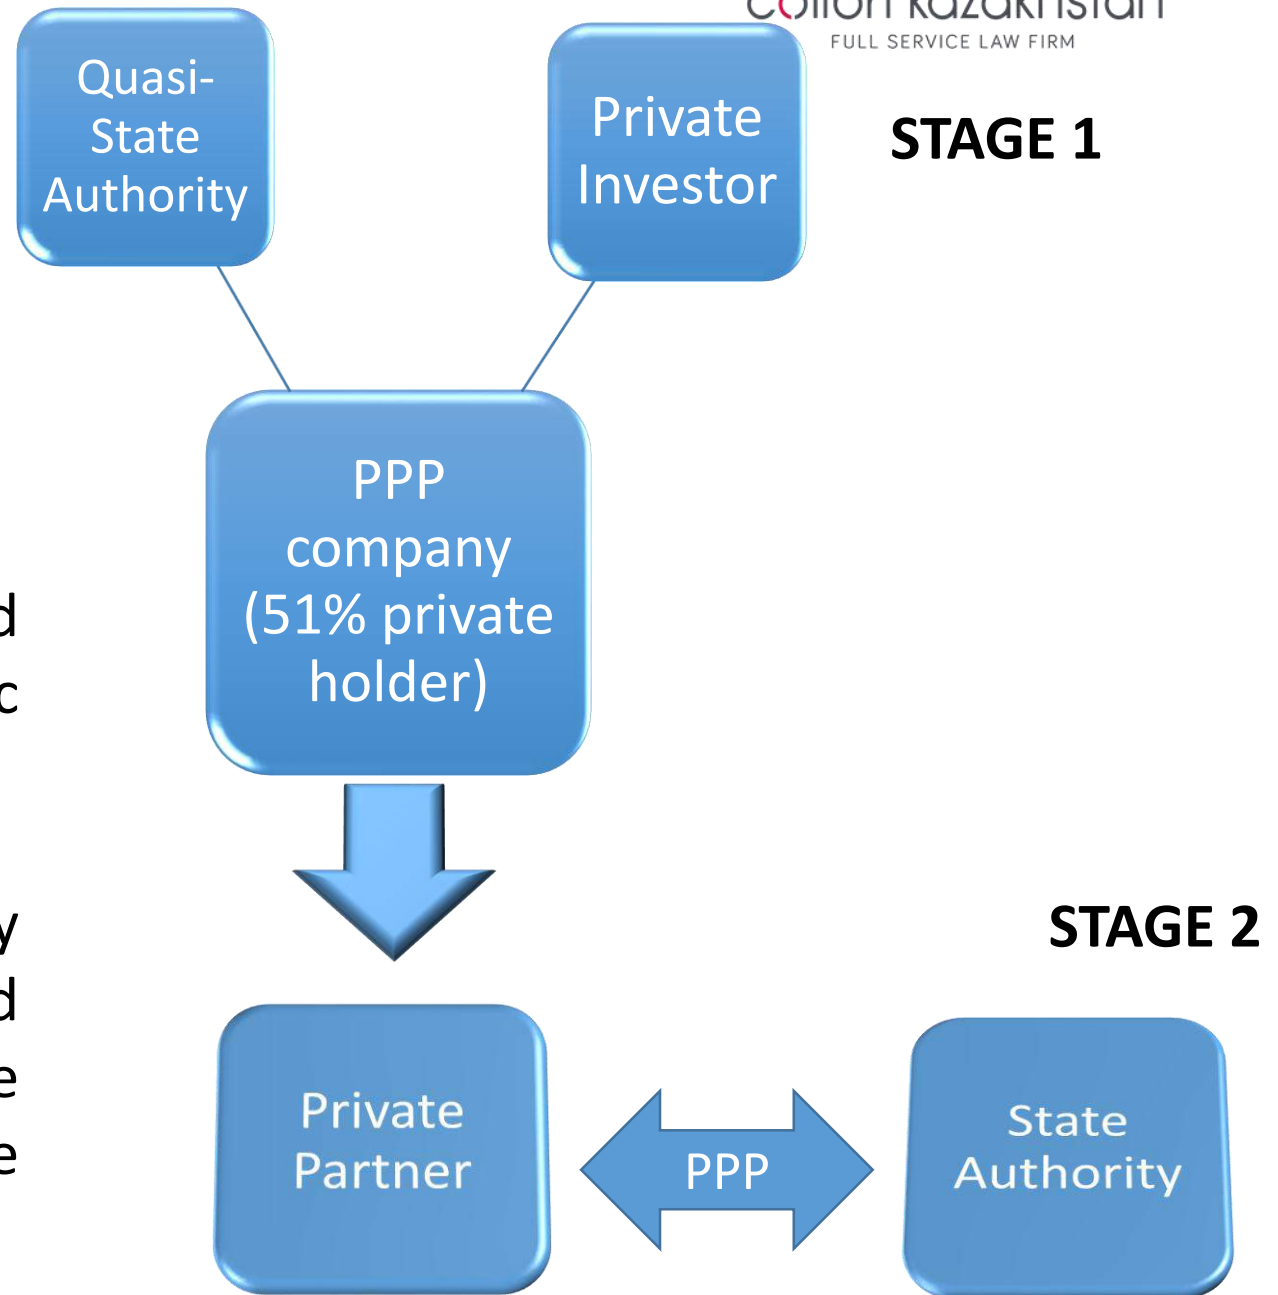 kazakhstan
FULL SERVICE LAW FIRM
Quasi-
State
Authority
Private
Investor
STAGE 1
PPP
company
(51% private
holder)
d
c
y
d
e
e
STAGE 2
Private
Partner
PPP
State
Authority